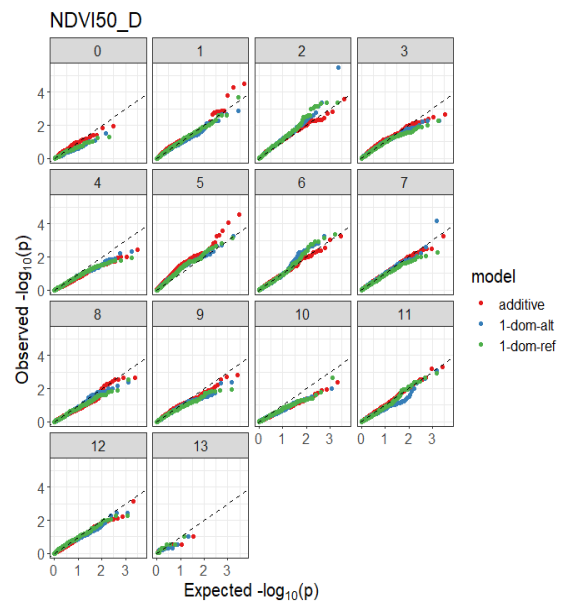 NDVI50_D
0 1 2 3
4
2
0
4 5 6 7
4
2
0
8 9 10 11
4
2
0
0 1 2 3 0 1 2 3
12 13
4
2
0
0 1 2 3 0 1 2 3
Observed -log10(p)
Expected -log10(p)
model
additive
1-dom-alt
1-dom-ref